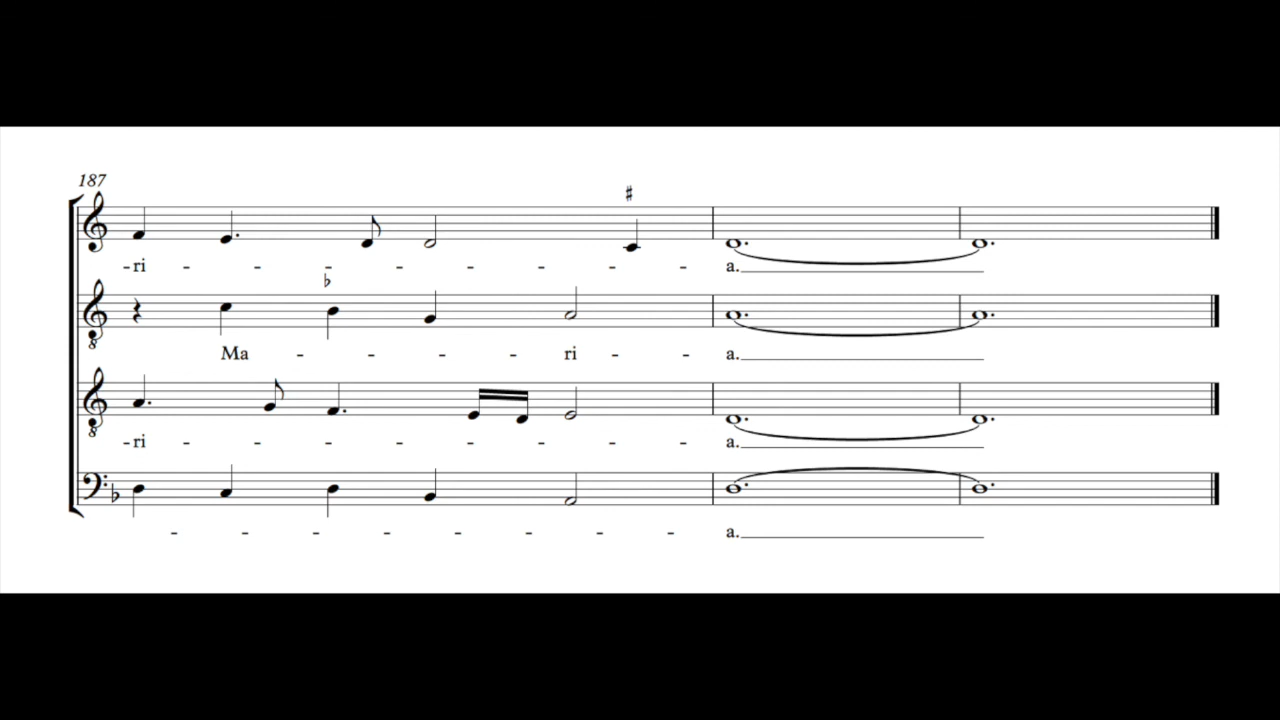 187
-ri - - - - - - - - a.
Ma - - - ri - - a.
-ri - - - - - - - - a.
- - - - - - - - a.